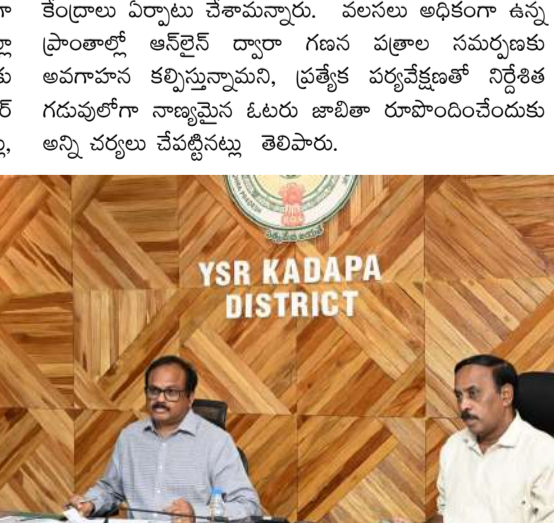 గా
ల్లా
కు
ర్
ల్లు,
కేంద్రాలు ఏర్పాటు చేశామన్నారు. వలసలు అధికంగా ఉన్న
ప్రాంతాల్లో ఆన్‌లైన్ ద్వారా గణన పత్రాల సమర్పణకు
అవగాహన కల్పిస్తున్నామని, ప్రత్యేక పర్యవేక్షణతో నిర్దేశిత
గడువులోగా నాణ్యమైన ఓటరు జాబితా రూపొందించేందుకు
అన్ని చర్యలు చేపట్టినట్లు తెలిపారు.
YSR KADAPA
DISTRICT